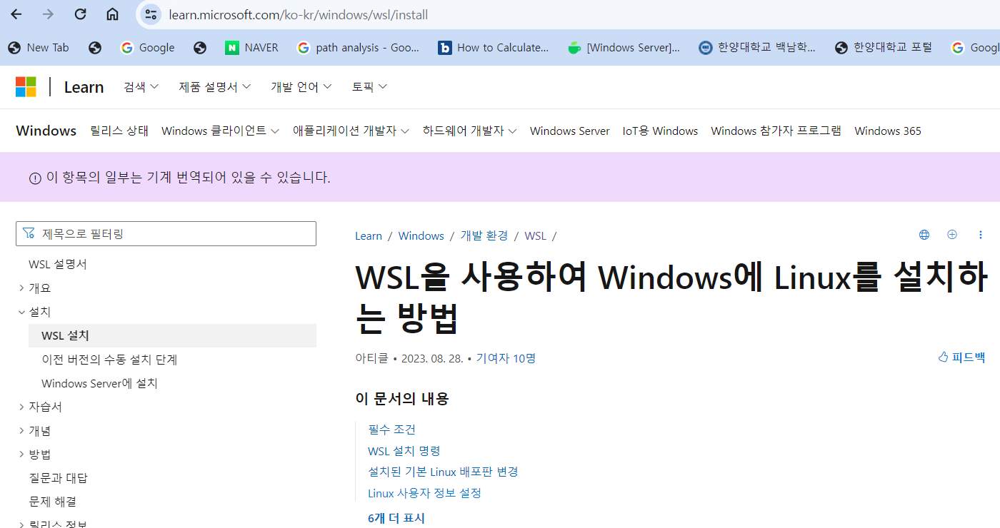 learn.microsoft.com/ko-kr/windows/wsl/install
New Tab Google NAVER path analysis - Goo... How to Calculate... [Windows Server]... 한양대학교 백남학... 한양대학교 포털 Googl
Learn 검색 제품 설명서 개발 언어 토픽
Windows 릴리스 상태 Windows 클라이언트 애플리케이션 개발자 하드웨어 개발자 Windows Server IoT용 Windows Windows 참가자 프로그램 Windows 365
이 항목의 일부는 기계 번역되어 있을 수 있습니다.
제목으로 필터링
WSL 설명서
개요
설치
WSL 설치
이전 버전의 수동 설치 단계
Windows Server에 설치
자습서
개념
방법
질문과 대답
문제 해결
릴리스 정보
Learn / Windows / 개발 환경 / WSL /
WSL을 사용하여 Windows에 Linux를 설치하
는 방법
아티클 • 2023. 08. 28. • 기여자 10명
피드백
이 문서의 내용
필수 조건
WSL 설치 명령
설치된 기본 Linux 배포판 변경
Linux 사용자 정보 설정
6개 더 표시